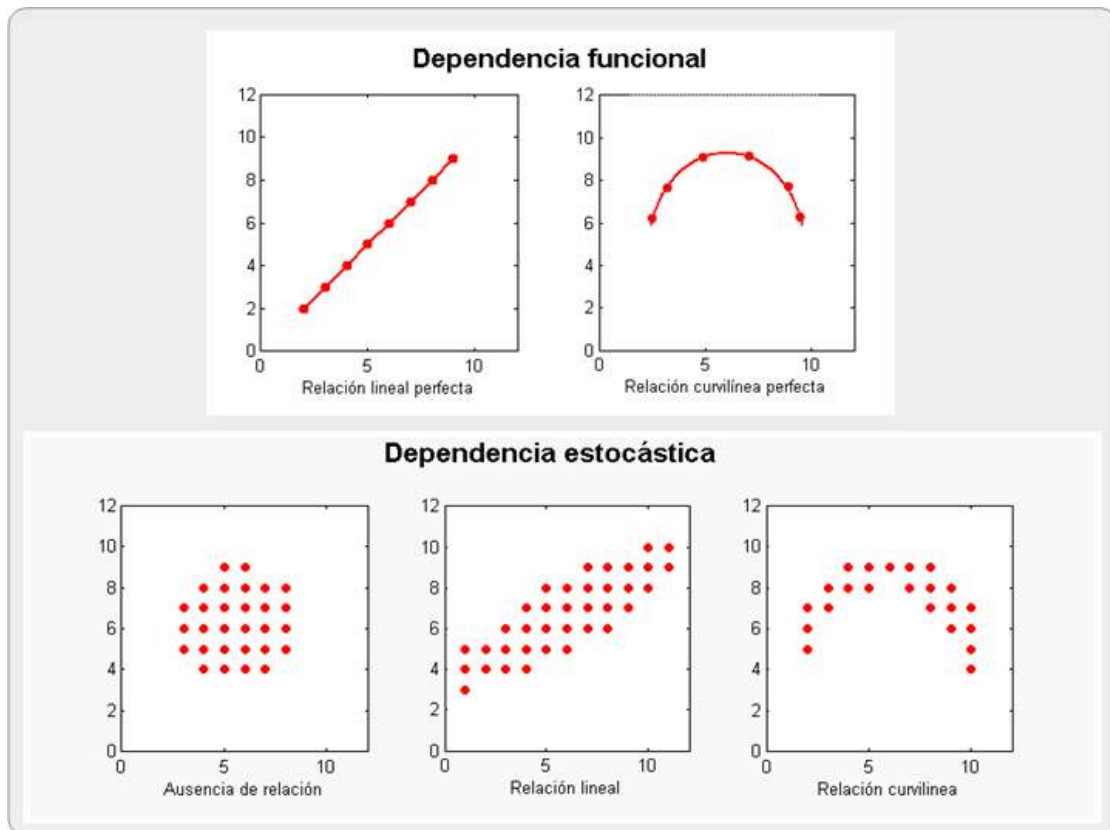 Dependencia funcional
12
10
8
6
4
2
0
0 5 10
Relación lineal perfecta
12
10
8
6
4
2
0
0 5 10
Relación curvilínea perfecta
Dependencia estocástica
12
10
8
6
4
2
0
0 5 10
Ausencia de relación
12
10
8
6
4
2
0
0 5 10
Relación lineal
12
10
8
6
4
2
0
0 5 10
Relación curvilinea